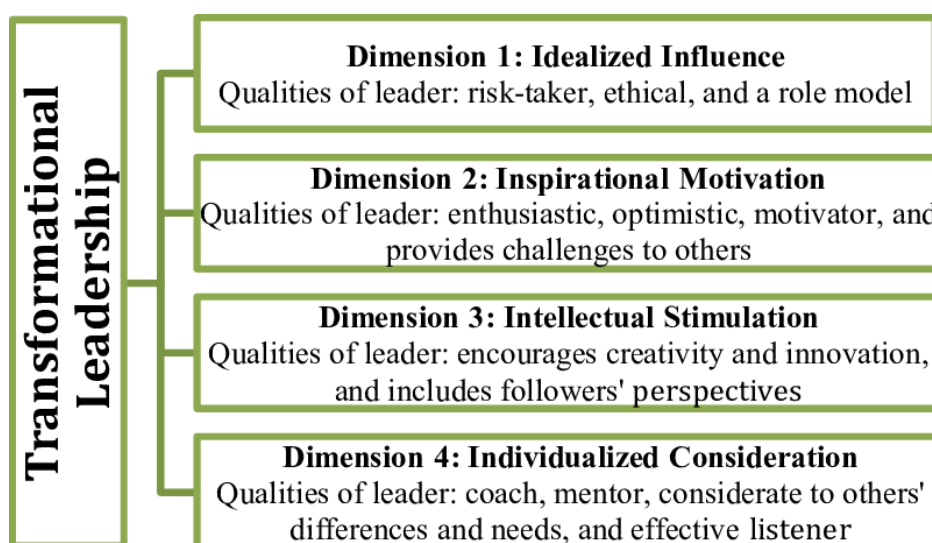 Transformational
Leadership
Dimension 1: Idealized Influence
Qualities of leader: risk-taker, ethical, and a role model
Dimension 2: Inspirational Motivation
Qualities of leader: enthusiastic, optimistic, motivator, and
provides challenges to others
Dimension 3: Intellectual Stimulation
Qualities of leader: encourages creativity and innovation,
and includes followers' perspectives
Dimension 4: Individualized Consideration
Qualities of leader: coach, mentor, considerate to others'
differences and needs, and effective listener